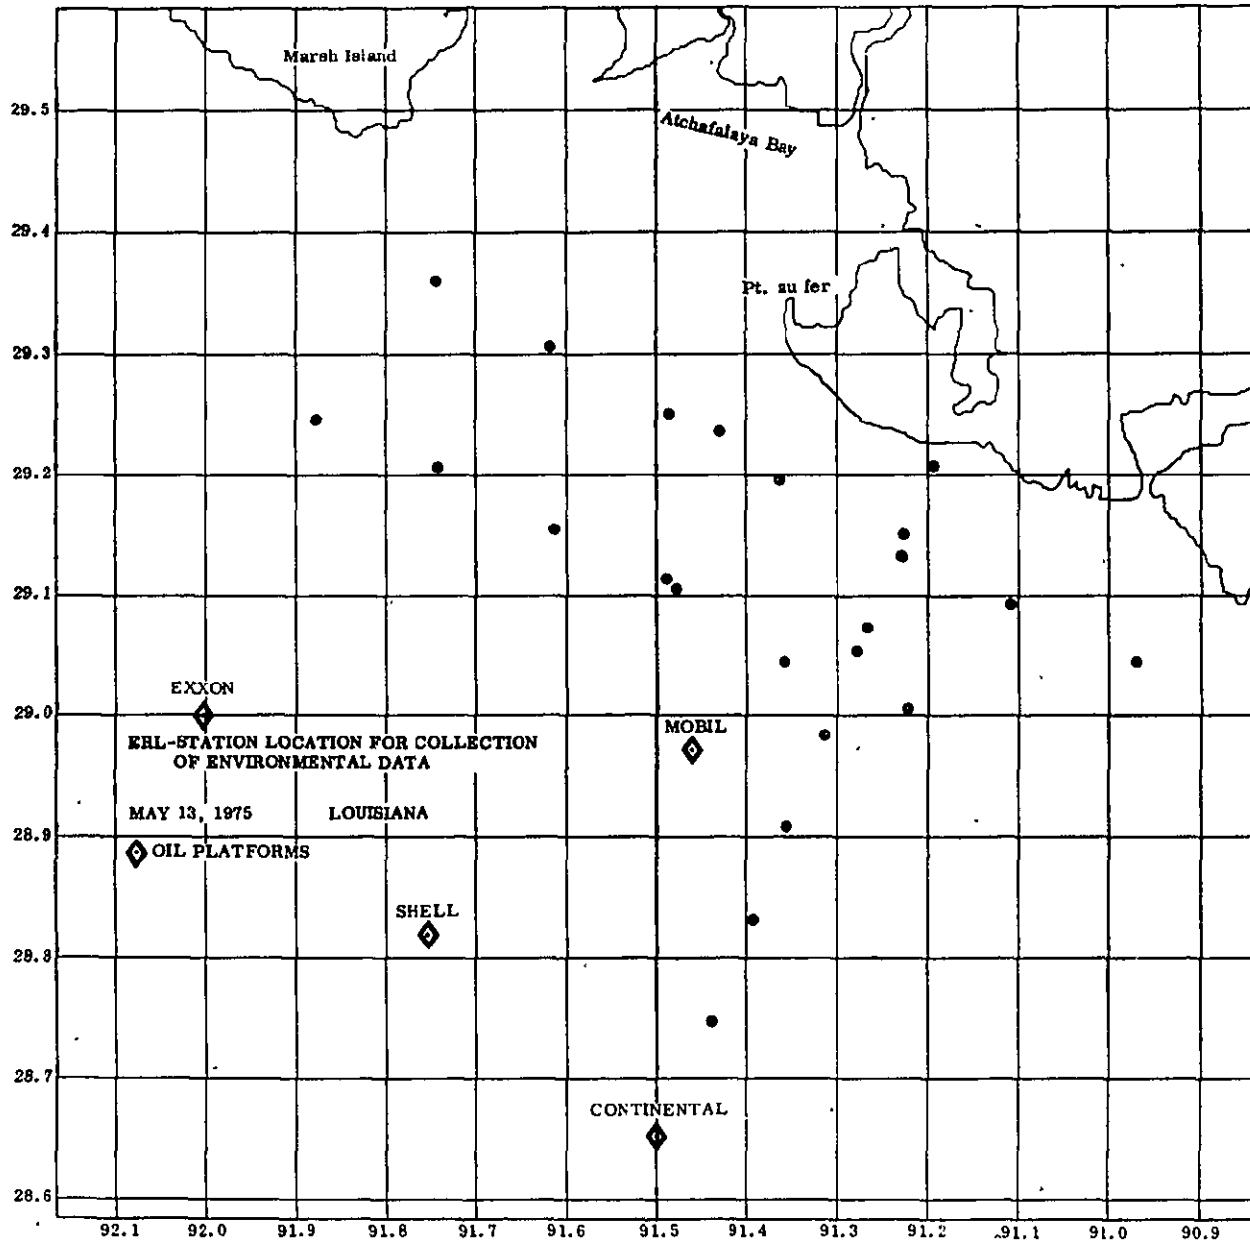 Marsh Island
29.5
Atchafalaya Bay
29.4
Pt. au fer
29.3
29.2
29.1
EXXON
29.0
MOBIL
ERL-STATION LOCATION FOR COLLECTION
OF ENVIRONMENTAL DATA
MAY 13, 1975 LOUISIANA
28.9
OIL PLATFORMS
SHELL
29.8
28.7
CONTINENTAL
28.6
92.1 92.0 91.9 91.8 91.7 91.6 91.5 91.4 91.3 91.2 91.1 91.0 90.9